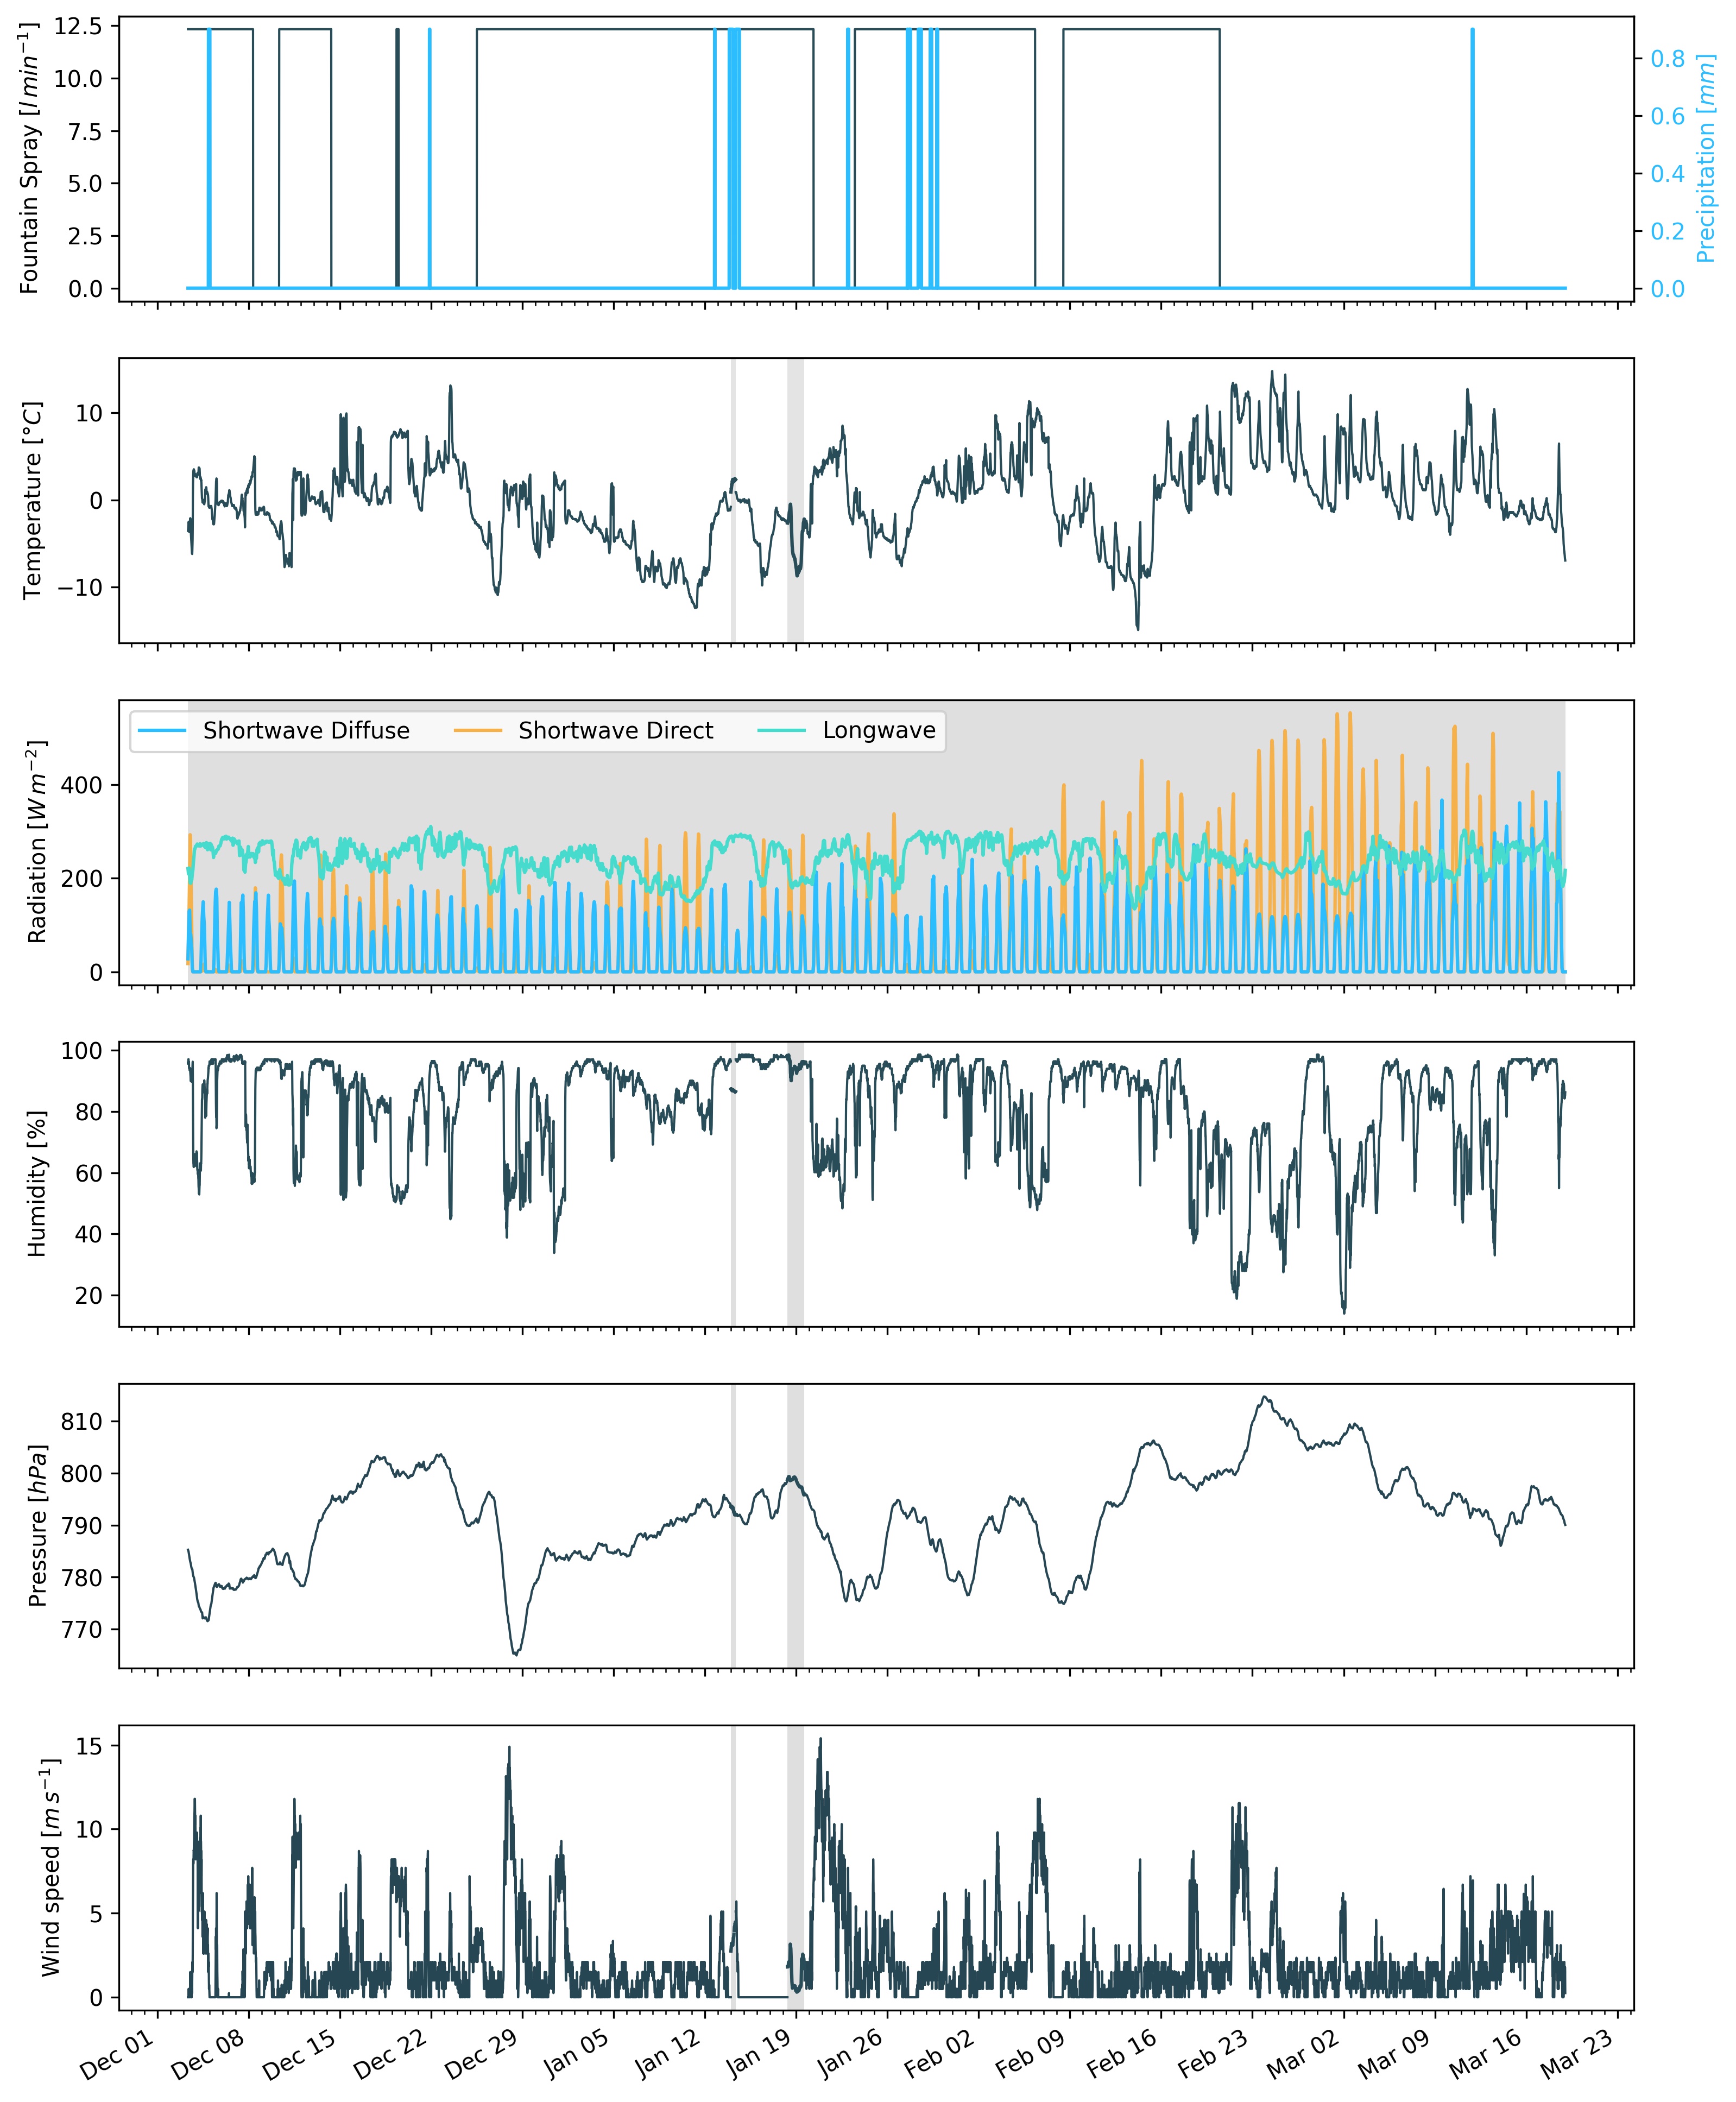 Fountain Spray [l min⁻¹]
12.5
10.0
7.5
5.0
2.5
0.0
Precipitation [mm]
0.8
0.6
0.4
0.2
0.0
Temperature [°C]
10
0
−10
Radiation [W m⁻²]
400
200
0
Shortwave Diffuse
Shortwave Direct
Longwave
Humidity [%]
100
80
60
40
20
Pressure [hPa]
810
800
790
780
770
Wind speed [m s⁻¹]
15
10
5
0
Dec 01
Dec 08
Dec 15
Dec 22
Dec 29
Jan 05
Jan 12
Jan 19
Jan 26
Feb 02
Feb 09
Feb 16
Feb 23
Mar 02
Mar 09
Mar 16
Mar 23